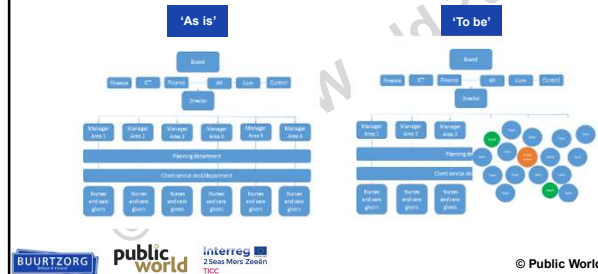 'As is'
'To be'
Board
Board
Finance ICT Finance HR Com Control
Finance ICT Finance HR Com Control
Director
Director
Manager Area 1 Manager Area 2 Manager Area 3 Manager Area 4 Manager Area 5 Manager Area 6
Manager Area 1 Manager Area 2 Manager Area 3
Planning department
Planning de
Client service desk/department
Client service des
Nurses and care givers Nurses and care givers Nurses and care givers Nurses and care givers Nurses and care givers Nurses and care givers
Nurses and care givers Nurses and care givers Nurses and care givers
BUURTZORG
Britain & Ireland
public
world
Interreg
2 Seas Mers Zeeën
TICC
© Public World